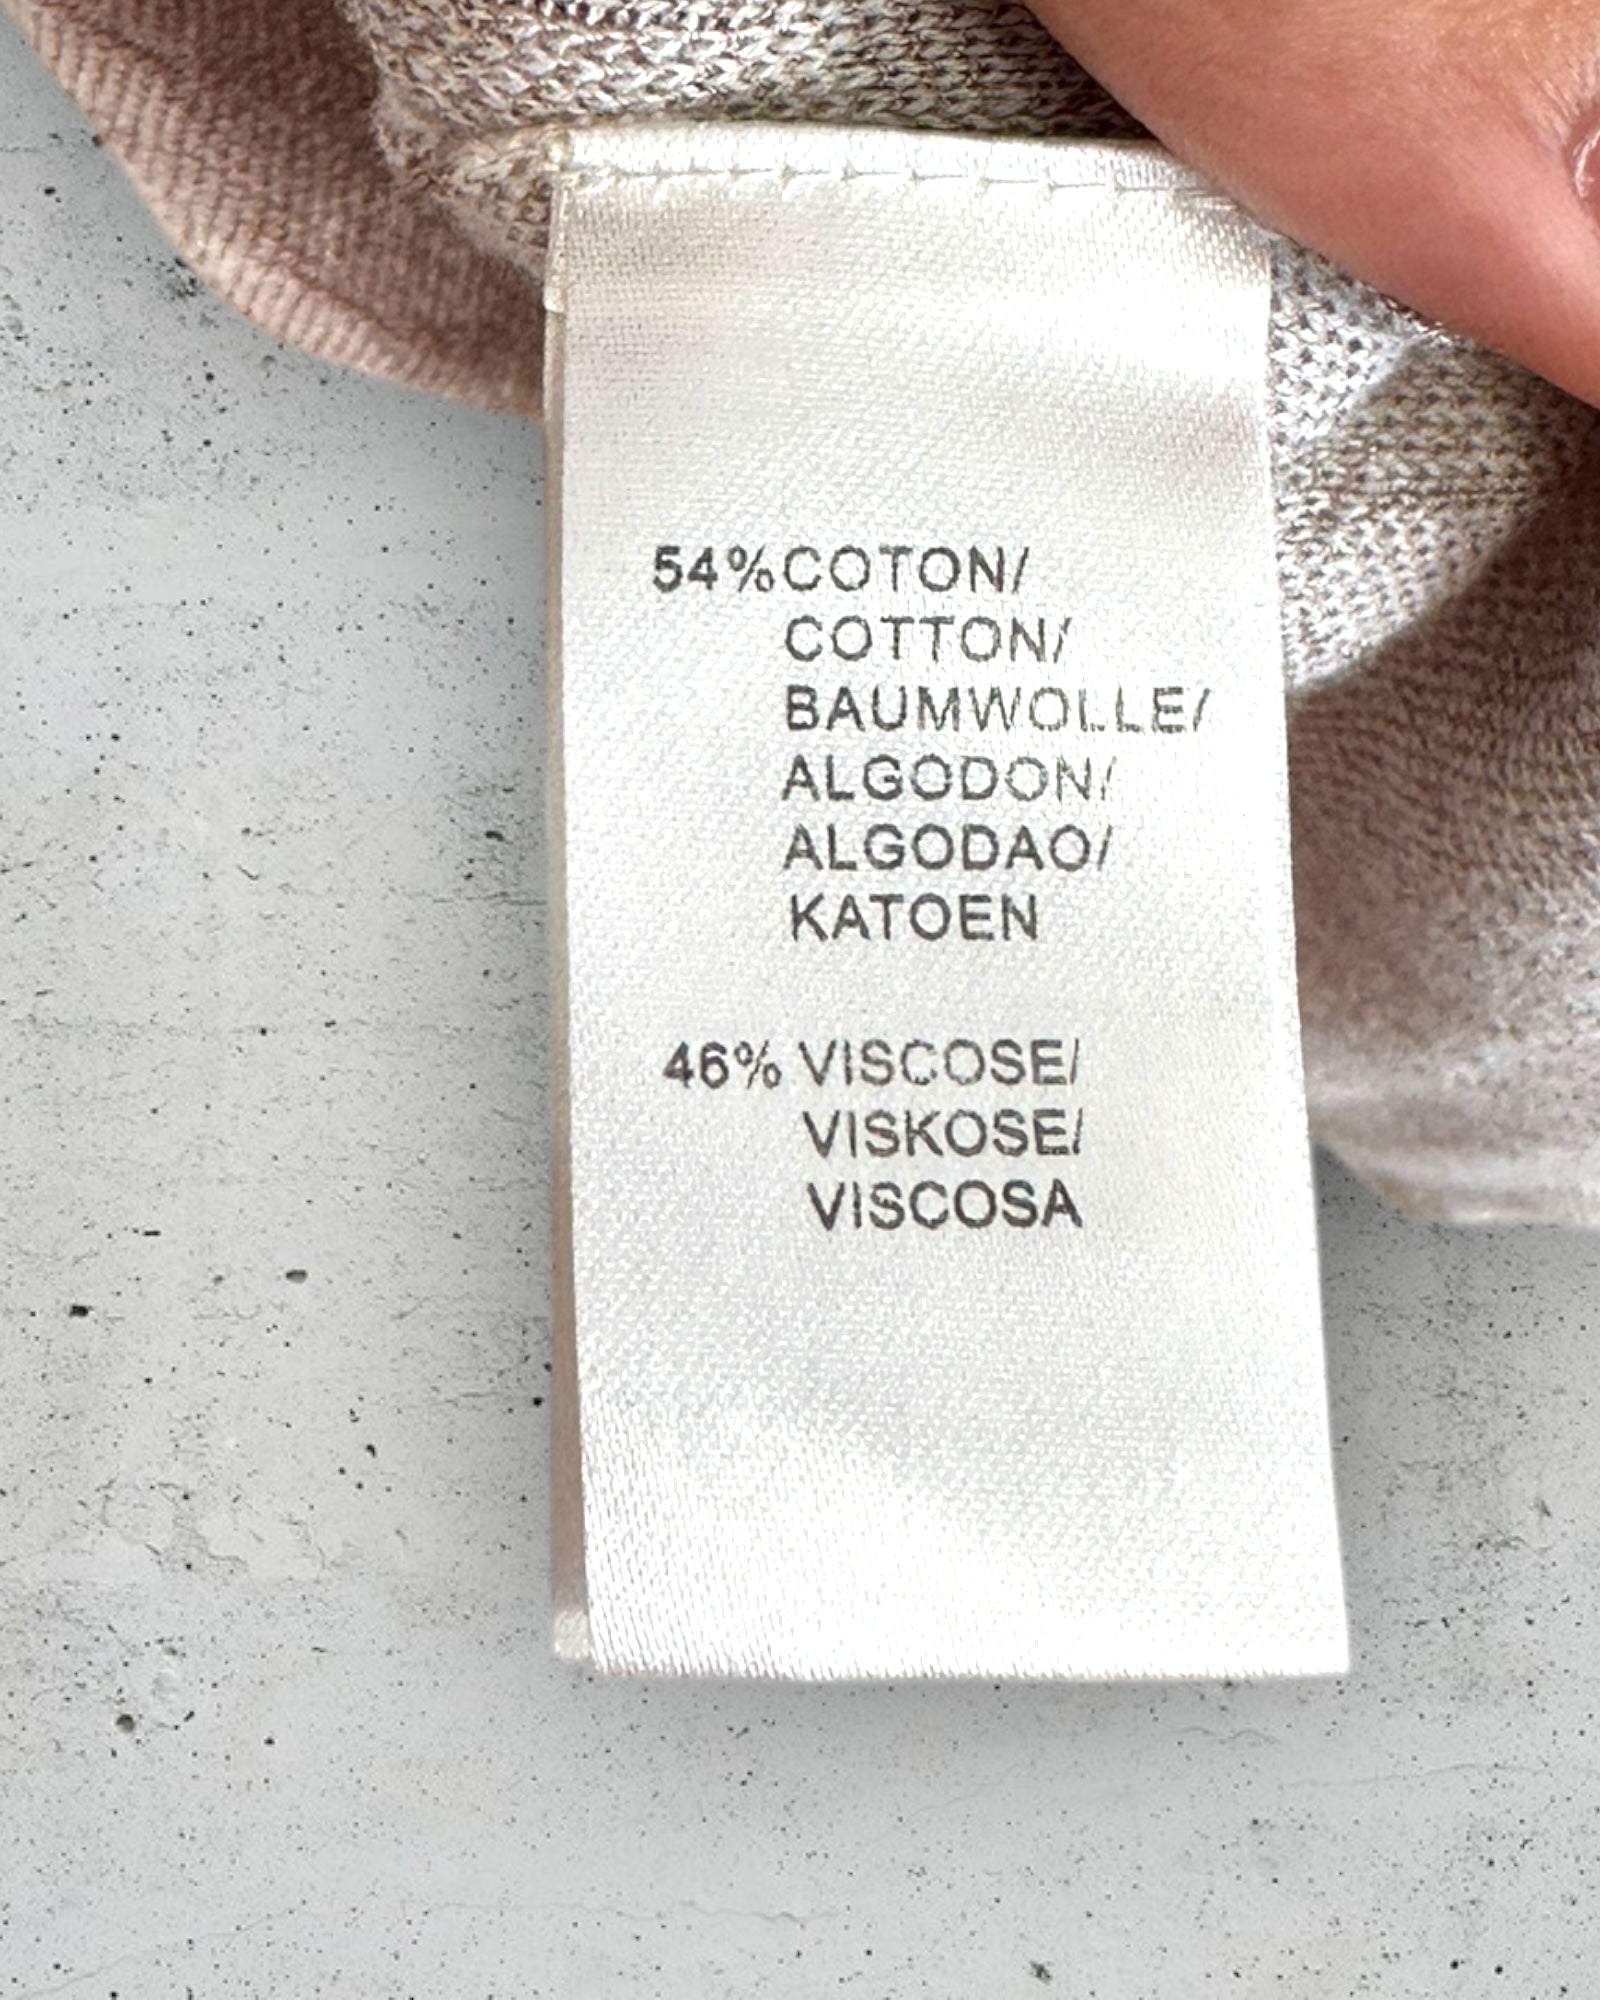 54% COTON/
COTTON/
BAUMWOLLE/
ALGODON/
ALGODAO/
KATOEN
46% VISCOSE/
VISKOSE/
VISCOSA